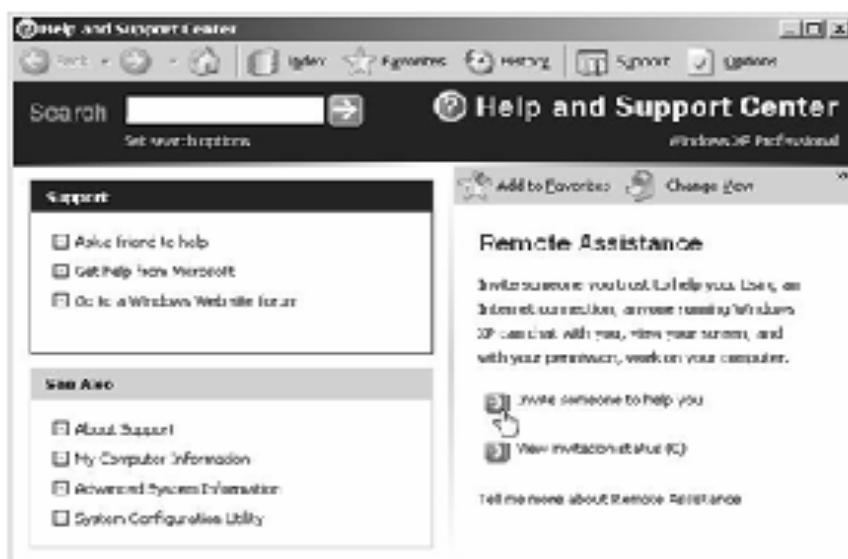 Help and Support Center
Back
Index
Favorites
History
Support
Options
Search
Set search options
Help and Support Center
Windows XP Professional
Support
Ask a friend to help
Get help from Microsoft
Go to a Windows Web site forum
See Also
About Support
My Computer Information
Advanced System Information
System Configuration Utility
Add to Favorites
Change View
Remote Assistance
Invite someone you trust to help you. Using an
Internet connection, anyone running Windows
XP can chat with you, view your screen, and
with your permission, work on your computer.
Invite someone to help you
View invitation status
Tell me more about Remote Assistance